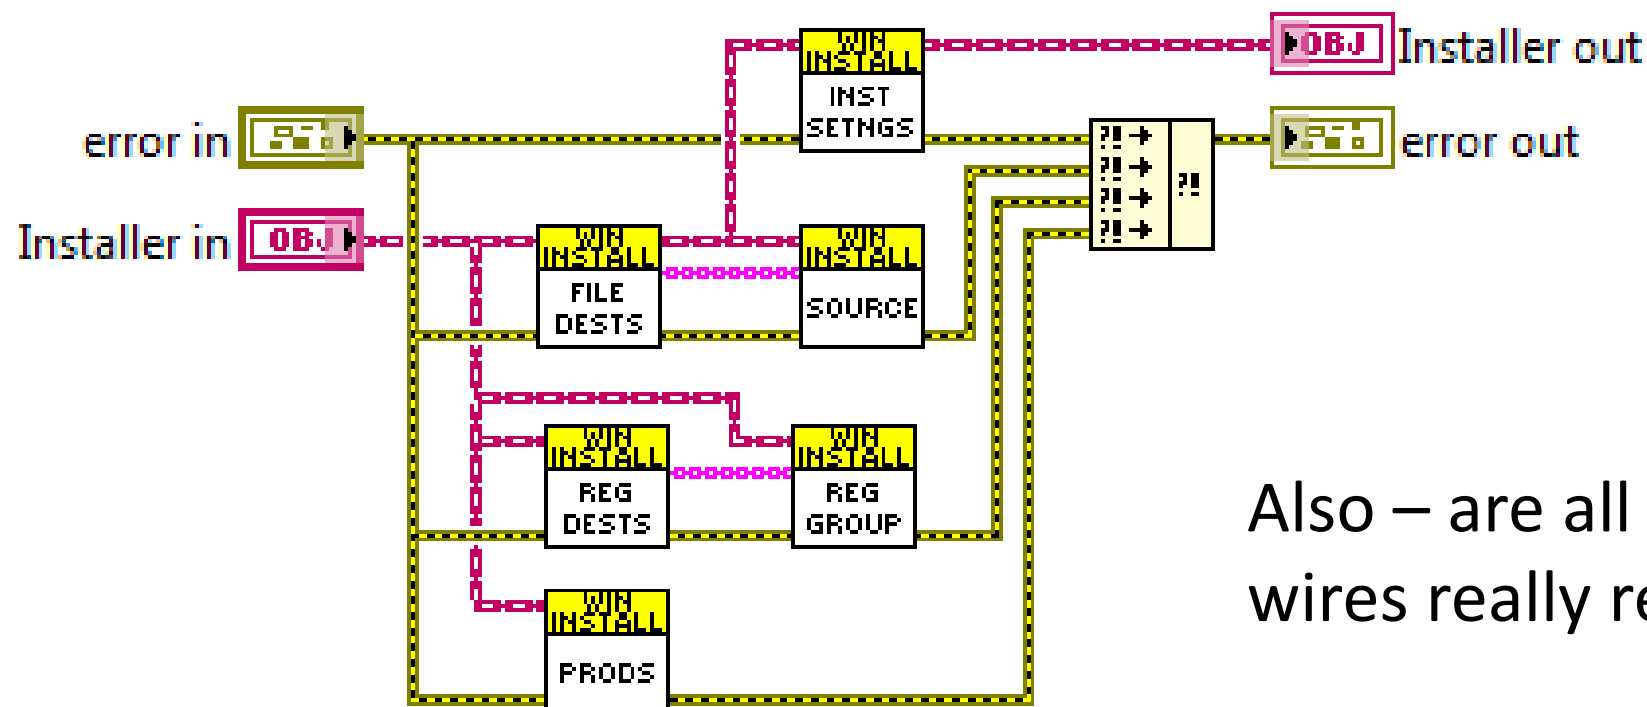 WIN
INSTALL
INST
SETNGS
OBJ
Installer out
error in
error out
?! → 
?! → ?!
?! →
?! →
Installer in
OBJ
WIN
INSTALL
FILE
DESTS
WIN
INSTALL
SOURCE
WIN
INSTALL
REG
DESTS
WIN
INSTALL
REG
GROUP
Also – are all
wires really re
WIN
INSTALL
PRODS